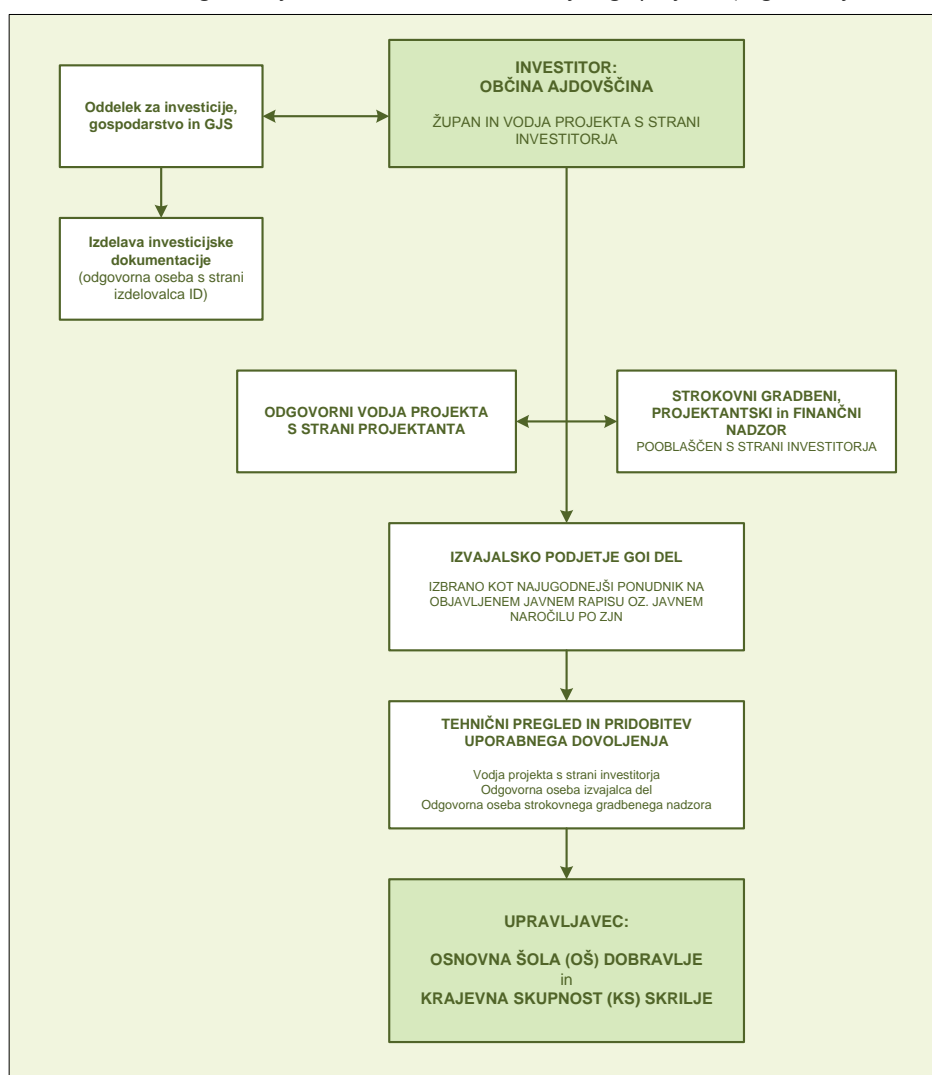 INVESTITOR:
OBČINA AJDOVŠČINA
ŽUPAN IN VODJA PROJEKTA S STRANI
INVESTITORJA
Oddelek za investicije,
gospodarstvo in GJS
Izdelava investicijske
dokumentacije
(odgovorna oseba s strani
izdelovalca ID)
ODGOVORNI VODJA PROJEKTA
S STRANI PROJEKTANTA
STROKOVNI GRADBENI,
PROJEKTANTSKI in FINANČNI
NADZOR
POOBLAŠČEN S STRANI INVESTITORJA
IZVAJALSKO PODJETJE GOI DEL
IZBRANO KOT NAJUGODNEJŠI PONUDNIK NA
OBJAVLJENEM JAVNEM RAPISU OZ. JAVNEM
NAROČILU PO ZJN
TEHNIČNI PREGLED IN PRIDOBITEV
UPORABNEGA DOVOLJENJA
Vodja projekta s strani investitorja
Odgovorna oseba izvajalca del
Odgovorna oseba strokovnega gradbenega nadzora
UPRAVLJAVEC:
OSNOVNA ŠOLA (OŠ) DOBRAVLJE
in
KRAJEVNA SKUPNOST (KS) SKRILJE